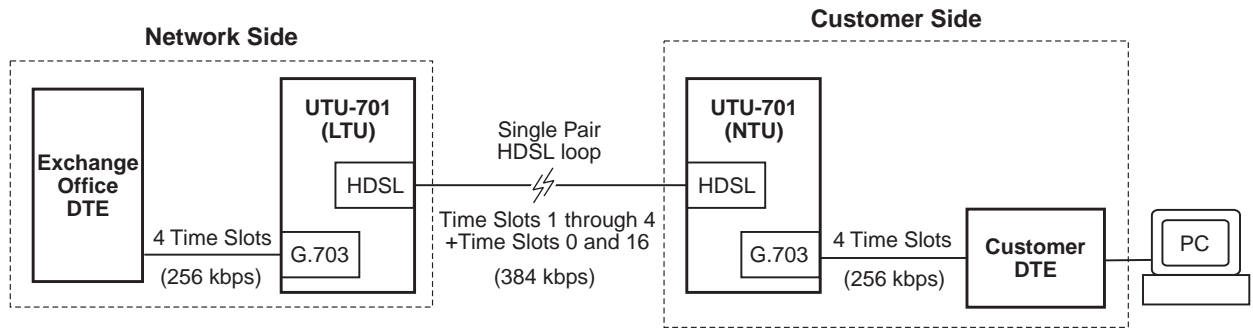 Network Side
Customer Side
Exchange
Office
DTE
4 Time Slots
(256 kbps)
UTU-701
(LTU)
HDSL
G.703
Single Pair
HDSL loop
Time Slots 1 through 4
+Time Slots 0 and 16
(384 kbps)
UTU-701
(NTU)
HDSL
G.703
4 Time Slots
(256 kbps)
Customer
DTE
PC